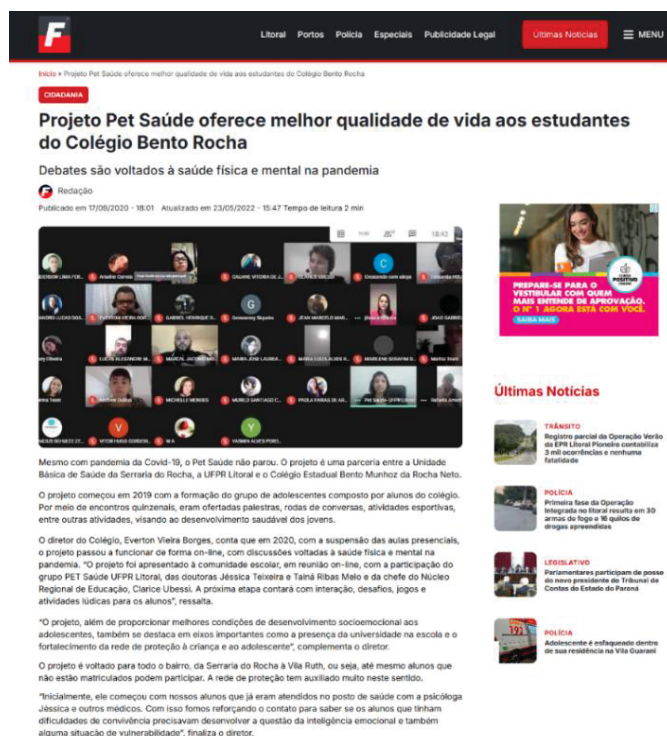 F
Litoral Portos Polícia Especiais Publicidade Legal Últimas Notícias MENU
Início » Projeto Pet Saúde oferece melhor qualidade de vida aos estudantes do Colégio Bento Rocha
CIDADANIA
Projeto Pet Saúde oferece melhor qualidade de vida aos estudantes
do Colégio Bento Rocha
Debates são voltados à saúde física e mental na pandemia
Redação
Publicado em 17/09/2020 - 18:01 Atualizado em 23/05/2022 - 15:47 Tempo de leitura 2 min
18:42
Ariadne Correia
C
G
MICHELLE MENDES
V
Y
Mesmo com pandemia da Covid-19, o Pet Saúde não parou. O projeto é uma parceria entre a Unidade
Básica de Saúde da Serraria do Rocha, a UFPR Litoral e o Colégio Estadual Bento Munhoz da Rocha Neto.
O projeto começou em 2019 com a formação do grupo de adolescentes composto por alunos do colégio.
Por meio de encontros quinzenais, eram ofertadas palestras, rodas de conversas, atividades esportivas,
entre outras atividades, visando ao desenvolvimento saudável dos jovens.
O diretor do Colégio, Everton Vieira Borges, conta que em 2020, com a suspensão das aulas presenciais,
o projeto passou a funcionar de forma on-line, com discussões voltadas à saúde física e mental na
pandemia. “O projeto foi apresentado à comunidade escolar, em reunião on-line, com a participação do
grupo PET Saúde UFPR Litoral, das doutoras Jéssica Teixeira e Tainá Ribas Melo e da chefe do Núcleo
Regional de Educação, Clarice Ubessi. A próxima etapa contará com interação, desafios, jogos e
atividades lúdicas para os alunos”, ressalta.
“O projeto, além de proporcionar melhores condições de desenvolvimento socioemocional aos
adolescentes, também se destaca em eixos importantes como a presença da universidade na escola e o
fortalecimento da rede de proteção à criança e ao adolescente”, complementa o diretor.
O projeto é voltado para todo o bairro, da Serraria do Rocha à Vila Ruth, ou seja, até mesmo alunos que
não estão matriculados podem participar. A rede de proteção tem auxiliado muito neste sentido.
“Inicialmente, ele começou com nossos alunos que já eram atendidos no posto de saúde com a psicóloga
Jéssica e outros médicos. Com isso fomos reforçando o contato para saber se os alunos que tinham
dificuldades de convivência precisavam desenvolver a questão da inteligência emocional e também
alguma situação de vulnerabilidade”, finaliza o diretor.
POSITIVO
PREPARE-SE PARA O
VESTIBULAR COM QUEM
MAIS ENTENDE DE APROVAÇÃO.
O Nº 1 AGORA ESTÁ COM VOCÊ.
SAIBA MAIS
Últimas Notícias
TRÂNSITO
Registro parcial da Operação Verão
da EPR Litoral Pioneiro contabiliza
3 mil ocorrências e nenhuma
fatalidade
POLÍCIA
Primeira fase da Operação
Integrada no litoral resulta em 30
armas de fogo e 16 quilos de
drogas apreendidas
LEGISLATIVO
Parlamentares participam de posse
do novo presidente do Tribunal de
Contas do Estado do Paraná
POLÍCIA
Adolescente é esfaqueado dentro
de sua residência na Vila Guarani